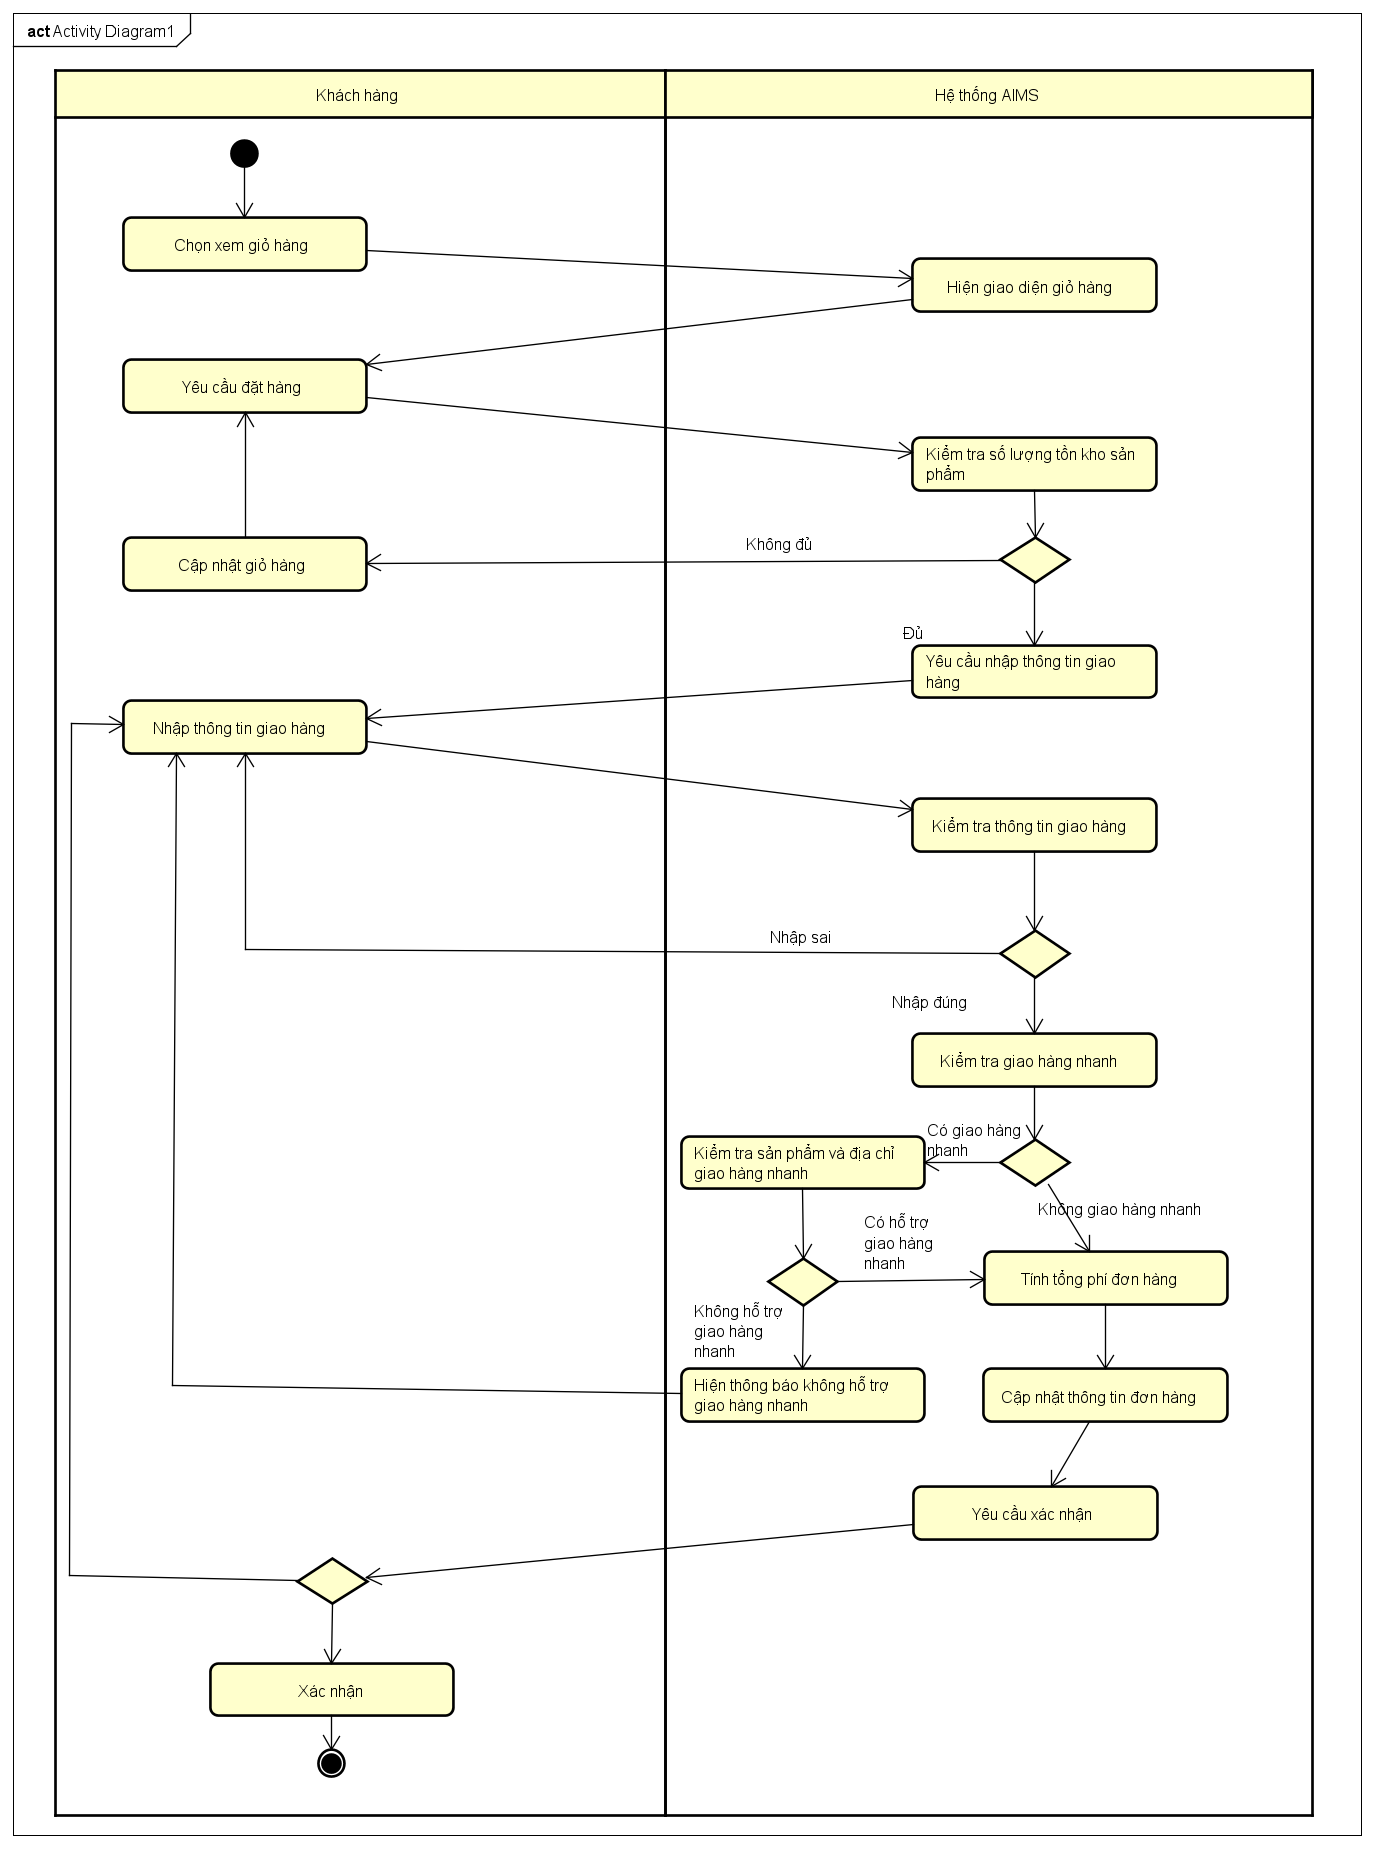 act Activity Diagram1
Khách hàng
Hệ thống AIMS
Chọn xem giỏ hàng
Hiện giao diện giỏ hàng
Yêu cầu đặt hàng
Kiểm tra số lượng tồn kho sản
phẩm
Không đủ
Cập nhật giỏ hàng
Đủ
Yêu cầu nhập thông tin giao
hàng
Nhập thông tin giao hàng
Kiểm tra thông tin giao hàng
Nhập sai
Nhập đúng
Kiểm tra giao hàng nhanh
Có giao hàng
nhanh
Kiểm tra sản phẩm và địa chỉ
giao hàng nhanh
Không giao hàng nhanh
Có hỗ trợ
giao hàng
nhanh
Tính tổng phí đơn hàng
Không hỗ trợ
giao hàng
nhanh
Hiện thông báo không hỗ trợ
giao hàng nhanh
Cập nhật thông tin đơn hàng
Yêu cầu xác nhận
Xác nhận